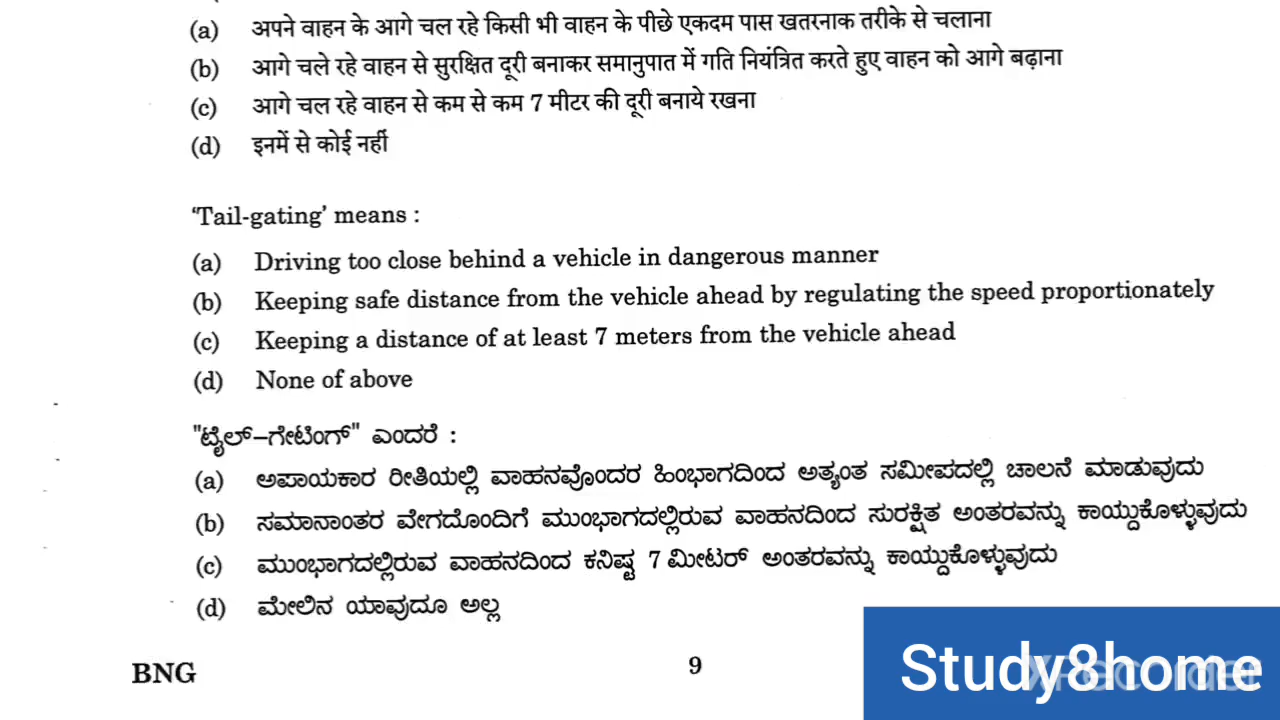 (a) अपने वाहन के आगे चल रहे किसी भी वाहन के पीछे एकदम पास खतरनाक तरीके से चलाना
(b) आगे चले रहे वाहन से सुरक्षित दूरी बनाकर समानुपात में गति नियंत्रित करते हुए वाहन को आगे बढ़ाना
(c) आगे चल रहे वाहन से कम से कम 7 मीटर की दूरी बनाये रखना
(d) इनमें से कोई नहीं
'Tail-gating' means :
(a) Driving too close behind a vehicle in dangerous manner
(b) Keeping safe distance from the vehicle ahead by regulating the speed proportionately
(c) Keeping a distance of at least 7 meters from the vehicle ahead
(d) None of above
"ಟೈಲ್–ಗೇಟಿಂಗ್" ಎಂದರೆ :
(a) ಅಪಾಯಕಾರ ರೀತಿಯಲ್ಲಿ ವಾಹನವೊಂದರ ಹಿಂಭಾಗದಿಂದ ಅತ್ಯಂತ ಸಮೀಪದಲ್ಲಿ ಚಾಲನೆ ಮಾಡುವುದು
(b) ಸಮಾನಾಂತರ ವೇಗದೊಂದಿಗೆ ಮುಂಭಾಗದಲ್ಲಿರುವ ವಾಹನದಿಂದ ಸುರಕ್ಷಿತ ಅಂತರವನ್ನು ಕಾಯ್ದುಕೊಳ್ಳುವುದು
(c) ಮುಂಭಾಗದಲ್ಲಿರುವ ವಾಹನದಿಂದ ಕನಿಷ್ಟ 7 ಮೀಟರ್ ಅಂತರವನ್ನು ಕಾಯ್ದುಕೊಳ್ಳುವುದು
(d) ಮೇಲಿನ ಯಾವುದೂ ಅಲ್ಲ
BNG 9
Study8home